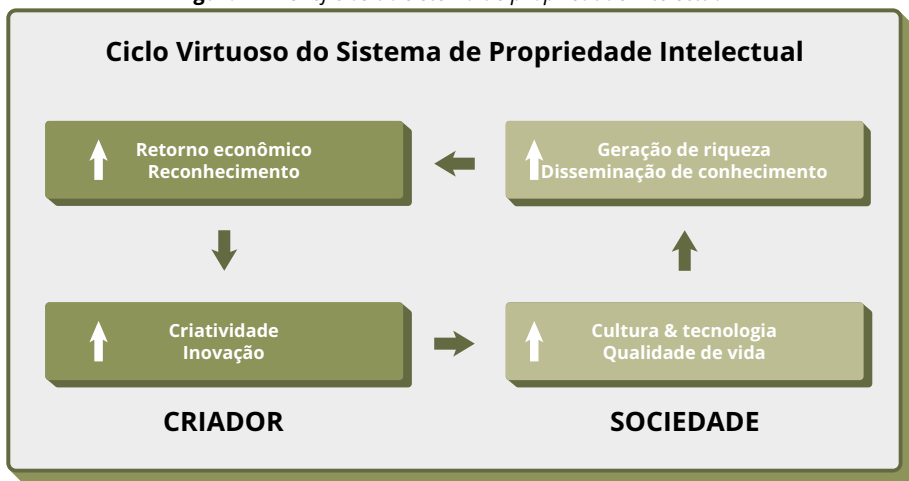 Ciclo Virtuoso do Sistema de Propriedade Intelectual
Retorno econômico
Reconhecimento
Geração de riqueza
Disseminação de conhecimento
Criatividade
Inovação
Cultura & tecnologia
Qualidade de vida
CRIADOR
SOCIEDADE